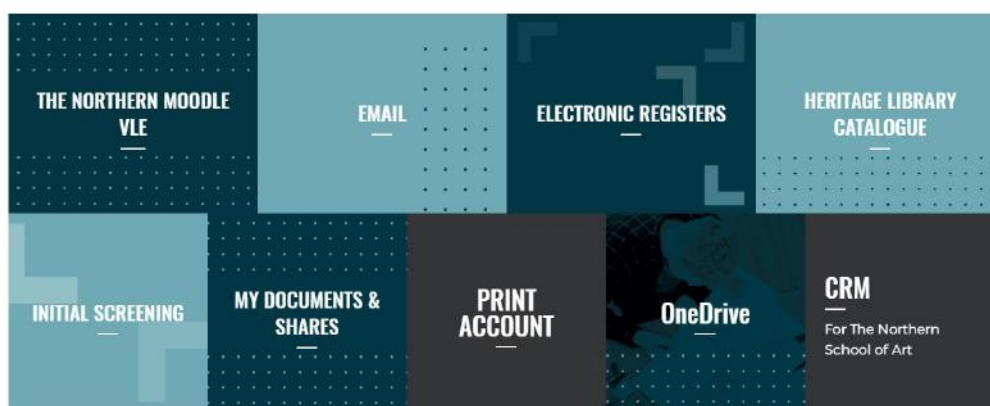 THE NORTHERN MOODLE
VLE
EMAIL
ELECTRONIC REGISTERS
HERITAGE LIBRARY
CATALOGUE
INITIAL SCREENING
MY DOCUMENTS &
SHARES
PRINT
ACCOUNT
OneDrive
CRM
For The Northern
School of Art